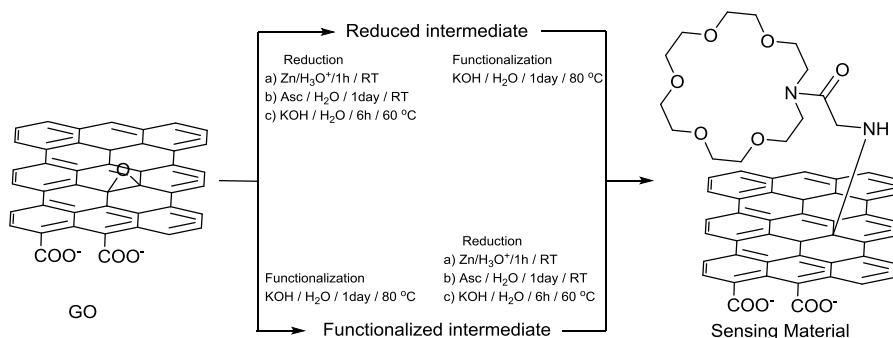 Reduced intermediate
Reduction
a) Zn/H₃O⁺/1h / RT
b) Asc / H₂O / 1day / RT
c) KOH / H₂O / 6h / 60 °C
Functionalization
KOH / H₂O / 1day / 80 °C
O
COO⁻ COO⁻
GO
Functionalization
KOH / H₂O / 1day / 80 °C
Reduction
a) Zn/H₃O⁺/1h / RT
b) Asc / H₂O / 1day / RT
c) KOH / H₂O / 6h / 60 °C
Functionalized intermediate
O O
O
O
N
NH
O
O
COO⁻ COO⁻
Sensing Material